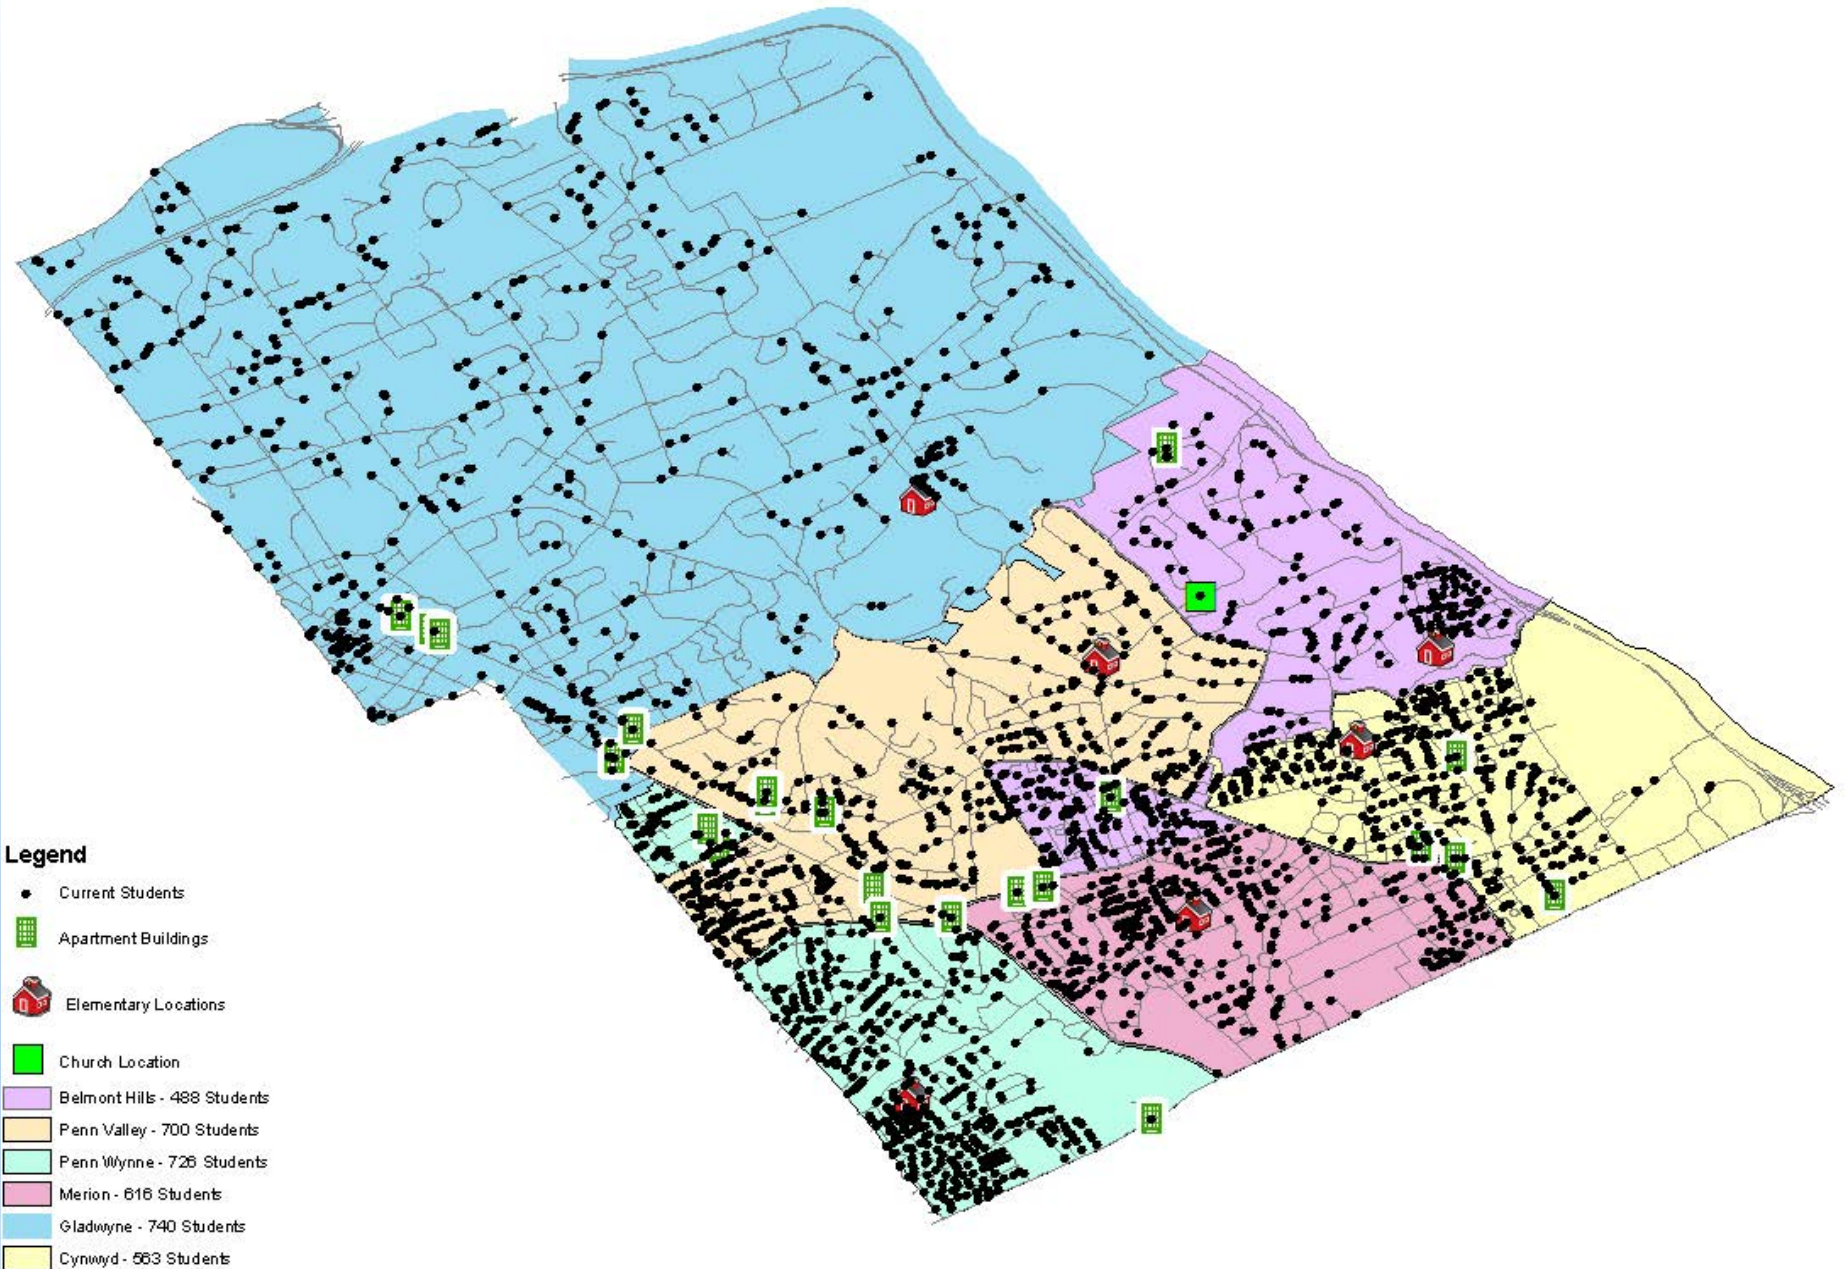 Legend
Current Students
Apartment Buildings
Elementary Locations
Church Location
Belmont Hills - 488 Students
Penn Valley - 700 Students
Penn Wynne - 726 Students
Merion - 616 Students
Gladwyne - 740 Students
Cynwyd - 563 Students